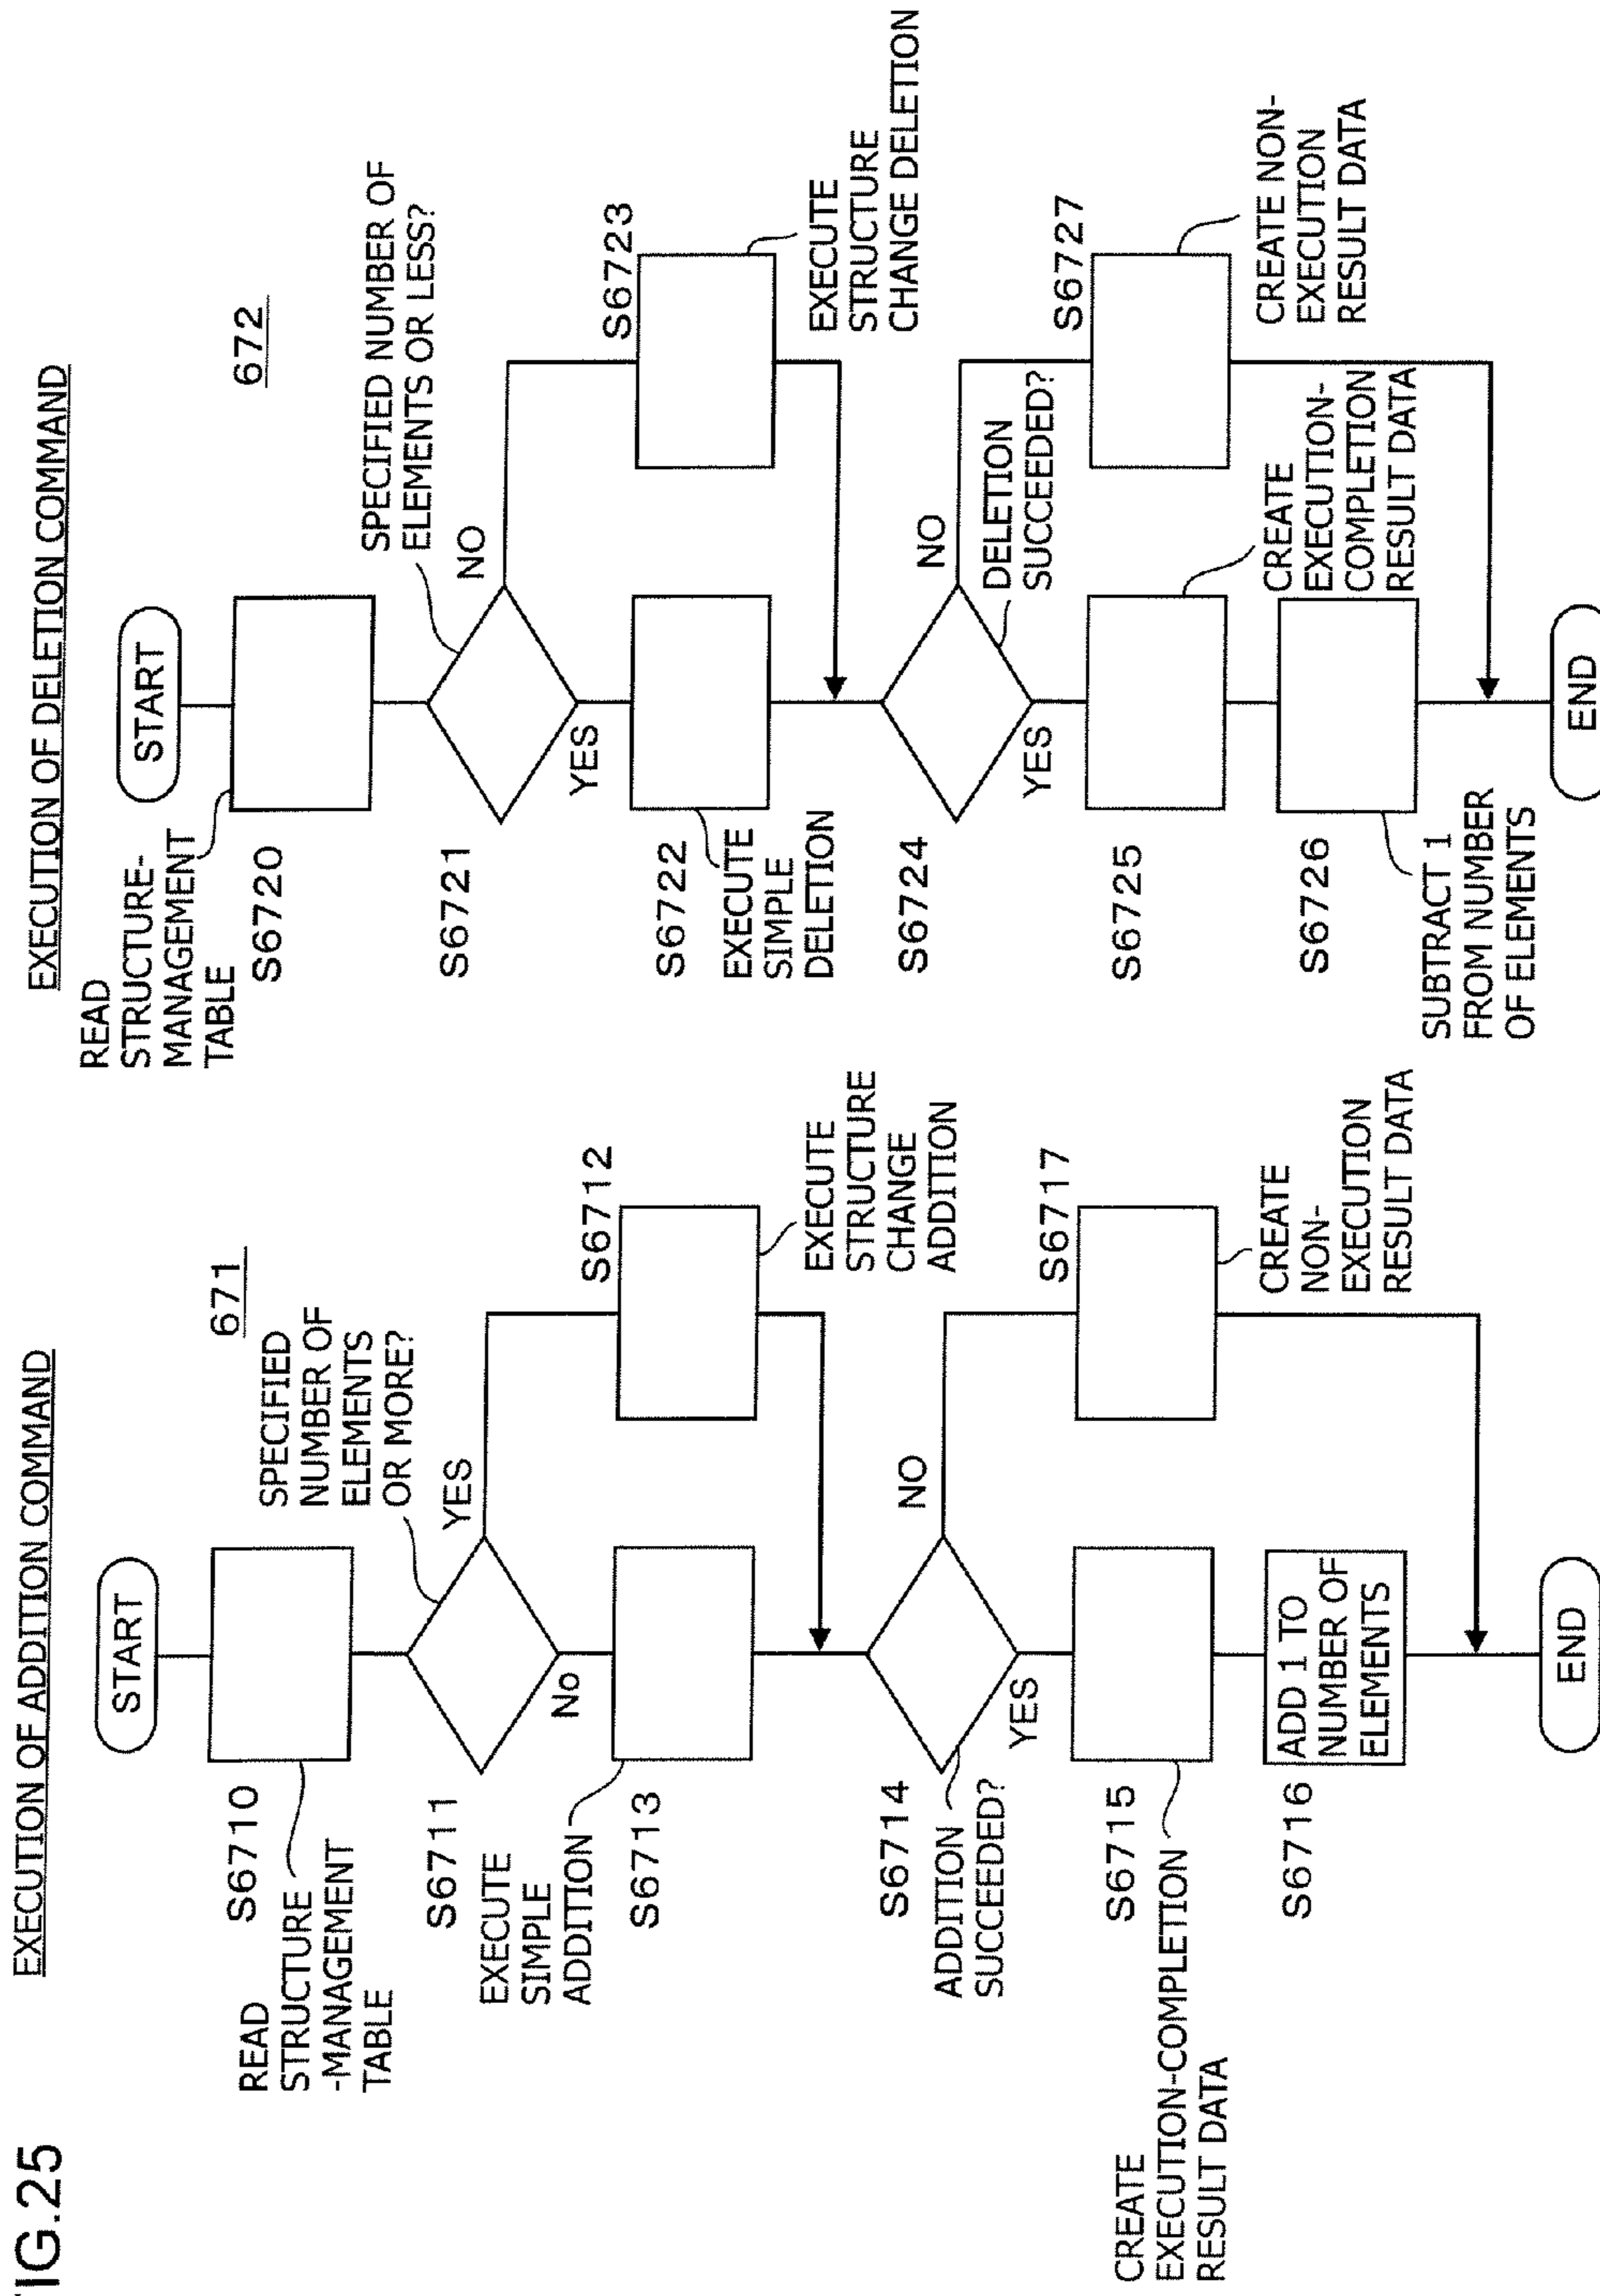 FIG.25
EXECUTION OF ADDITION COMMAND
671
START
S6710
READ
STRUCTURE
-MANAGEMENT
TABLE
S6711
SPECIFIED
NUMBER OF
ELEMENTS
OR MORE?
YES
No
S6712
EXECUTE
STRUCTURE
CHANGE
ADDITION
EXECUTE
SIMPLE
ADDITION
S6713
S6714
ADDITION
SUCCEEDED?
NO
YES
S6717
CREATE
NON-
EXECUTION
RESULT DATA
S6715
CREATE
EXECUTION-COMPLETION
RESULT DATA
S6716
ADD 1 TO
NUMBER OF
ELEMENTS
END
EXECUTION OF DELETION COMMAND
672
START
READ
STRUCTURE-
MANAGEMENT
TABLE
S6720
S6721
SPECIFIED NUMBER OF
ELEMENTS OR LESS?
NO
YES
S6723
EXECUTE
STRUCTURE
CHANGE DELETION
S6722
EXECUTE
SIMPLE
DELETION
S6724
DELETION
SUCCEEDED?
NO
YES
S6727
CREATE NON-
EXECUTION
RESULT DATA
S6725
CREATE
EXECUTION-
COMPLETION
RESULT DATA
S6726
SUBTRACT 1
FROM NUMBER
OF ELEMENTS
END